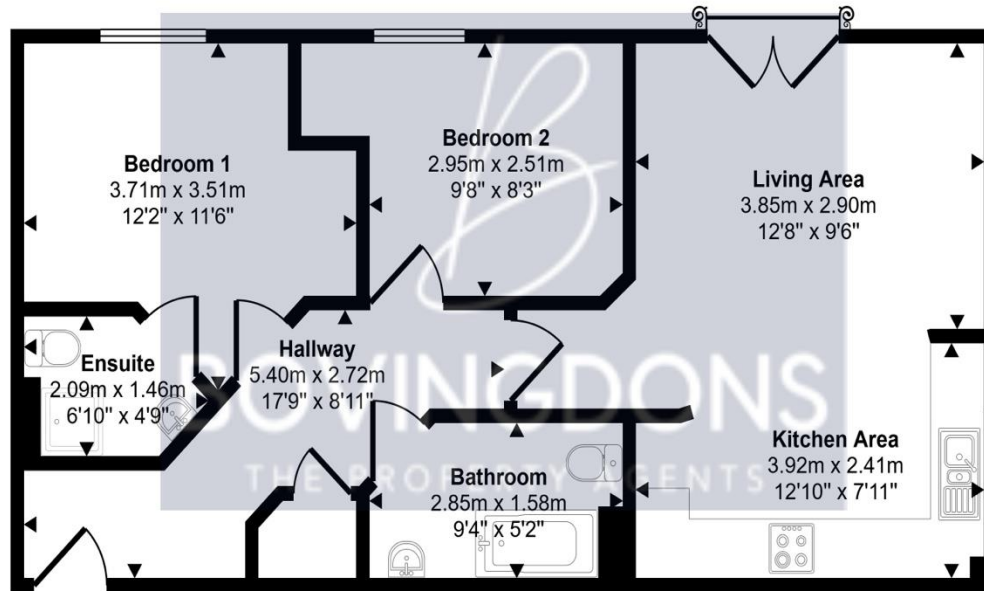 Bedroom 1
3.71m x 3.51m
12'2" x 11'6"
Bedroom 2
2.95m x 2.51m
9'8" x 8'3"
Living Area
3.85m x 2.90m
12'8" x 9'6"
Ensuite
2.09m x 1.46m
6'10" x 4'9"
Hallway
5.40m x 2.72m
17'9" x 8'11"
Bathroom
2.85m x 1.58m
9'4" x 5'2"
Kitchen Area
3.92m x 2.41m
12'10" x 7'11"
B
BOVINGDONS
THE PROPERTY AGENTS